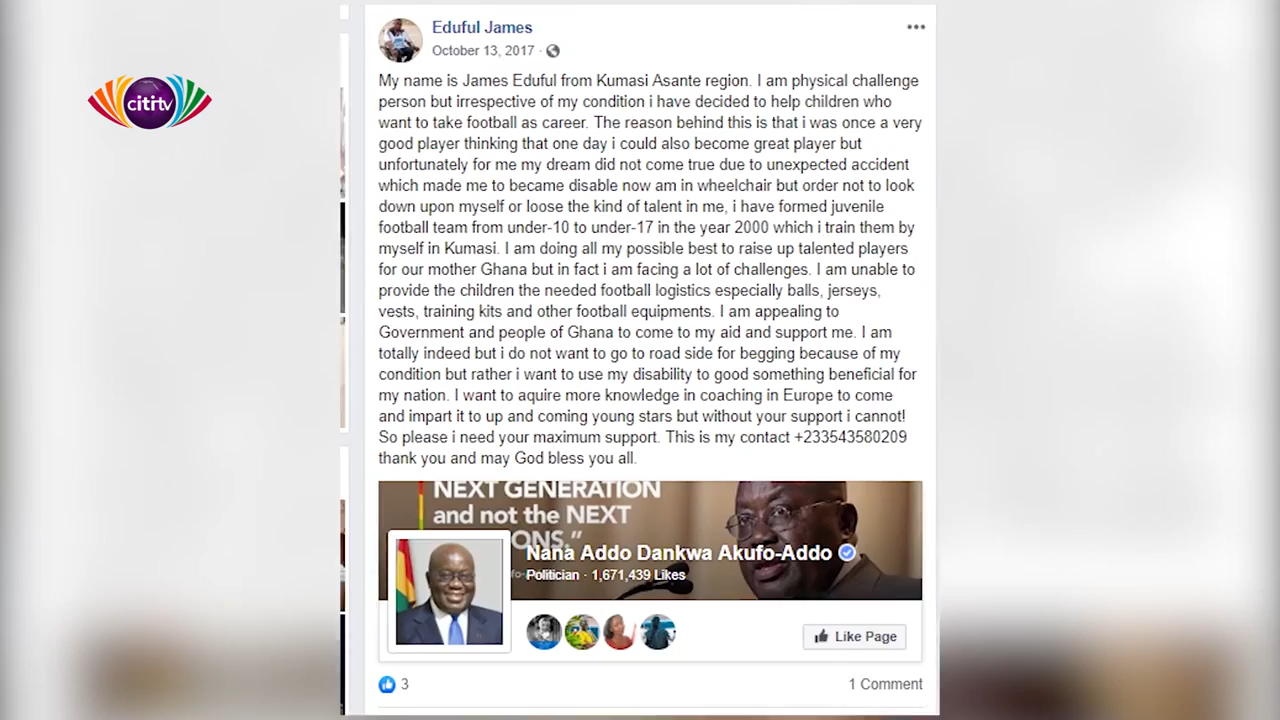 citi tv
Eduful James
October 13, 2017 ·
My name is James Eduful from Kumasi Asante region. I am physical challenge
person but irrespective of my condition i have decided to help children who
want to take football as career. The reason behind this is that i was once a very
good player thinking that one day i could also become great player but
unfortunately for me my dream did not come true due to unexpected accident
which made me to became disable now am in wheelchair but order not to look
down upon myself or loose the kind of talent in me, i have formed juvenile
football team from under-10 to under-17 in the year 2000 which i train them by
myself in Kumasi. I am doing all my possible best to raise up talented players
for our mother Ghana but in fact i am facing a lot of challenges. I am unable to
provide the children the needed football logistics especially balls, jerseys,
vests, training kits and other football equipments. I am appealing to
Government and people of Ghana to come to my aid and support me. I am
totally indeed but i do not want to go to road side for begging because of my
condition but rather i want to use my disability to good something beneficial for
my nation. I want to aquire more knowledge in coaching in Europe to come
and impart it to up and coming young stars but without your support i cannot!
So please i need your maximum support. This is my contact +233543580209
thank you and may God bless you all.
NEXT GENERATION
and not the NEXT
ONS."
Nana Addo Dankwa Akufo-Addo
Politician · 1,671,439 Likes
Like Page
3
1 Comment